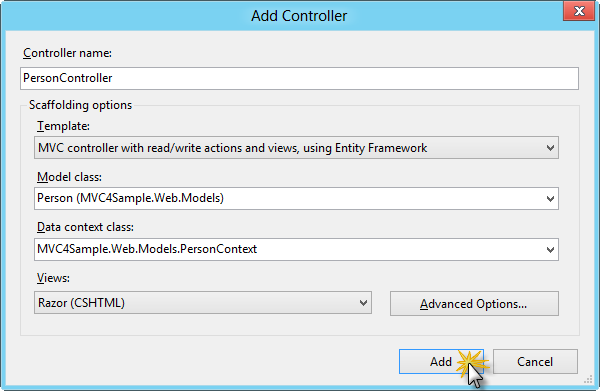 Add Controller
Controller name:
PersonController
Scaffolding options
Template:
MVC controller with read/write actions and views, using Entity Framework
Model class:
Person (MVC4Sample.Web.Models)
Data context class:
MVC4Sample.Web.Models.PersonContext
Views:
Razor (CSHTML)
Advanced Options...
Add
Cancel